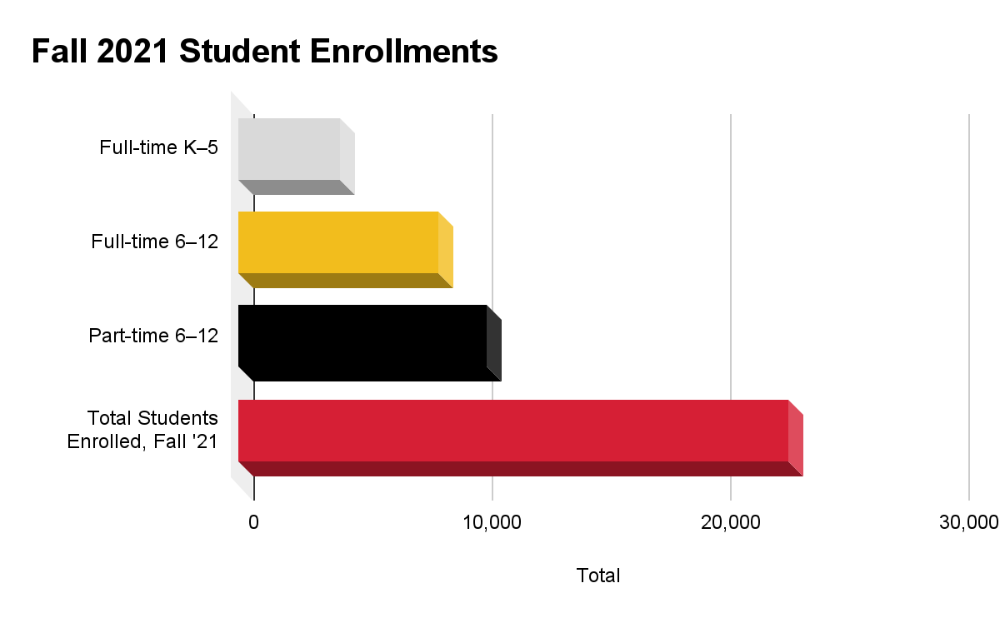 Fall 2021 Student Enrollments
Full-time K–5
Full-time 6–12
Part-time 6–12
Total Students
Enrolled, Fall '21
0
10,000
20,000
30,000
Total